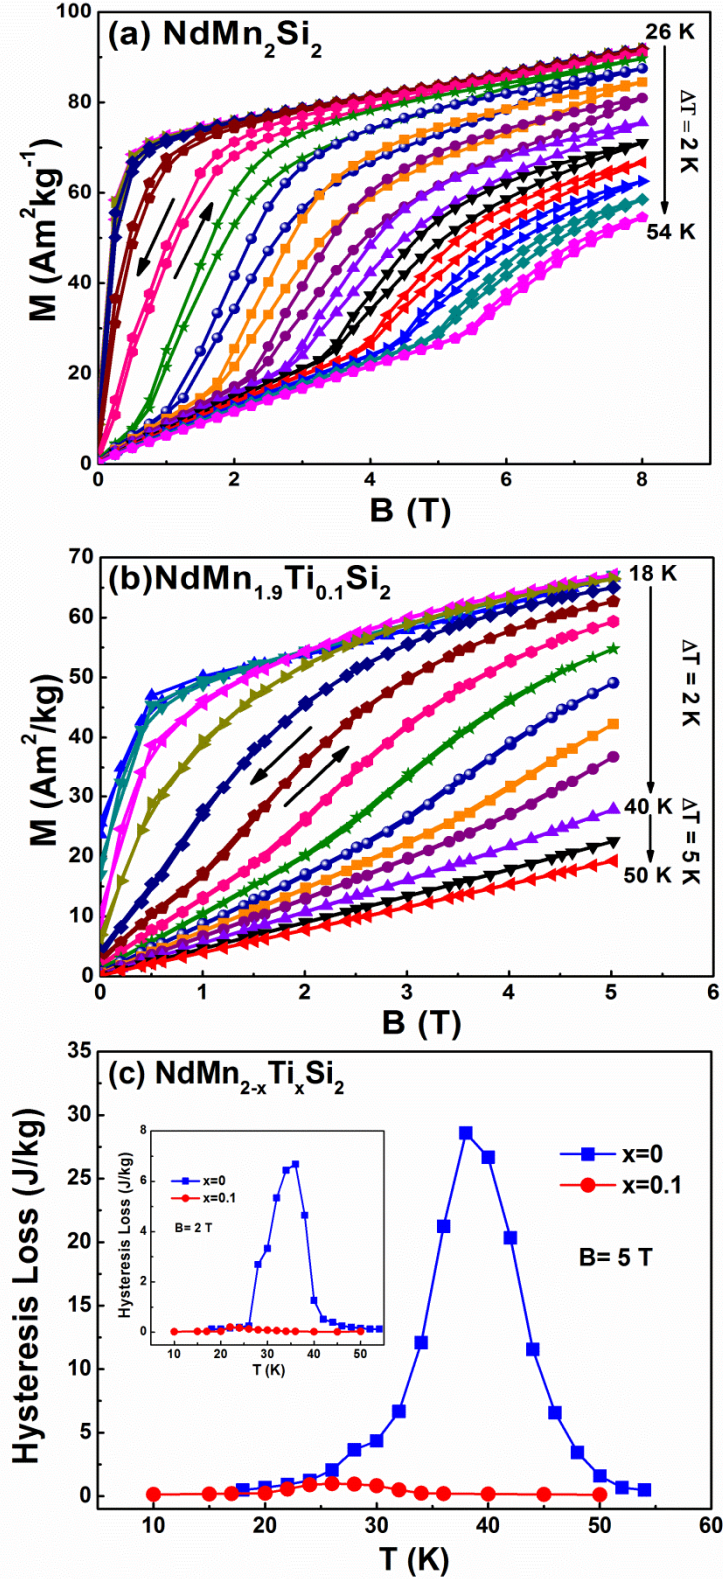 (a) NdMn₂Si₂
26 K
ΔT = 2 K
54 K
M (Am²kg⁻¹)
100
80
60
40
20
0
0 2 4 6 8
B (T)
(b)NdMn₁.₉Ti₀.₁Si₂
18 K
ΔT = 2 K
40 K
ΔT = 5 K
50 K
M (Am²/kg)
70
60
50
40
30
20
10
0
0 1 2 3 4 5 6
B (T)
(c) NdMn₂₋ₓTiₓSi₂
Hysteresis Loss (J/kg)
35
30
25
20
15
10
5
0
x=0
x=0.1
B= 5 T
Hysteresis Loss (J/kg)
8
6
4
2
0
x=0
x=0.1
B= 2 T
10 20 30 40 50
T (K)
10 20 30 40 50 60
T (K)